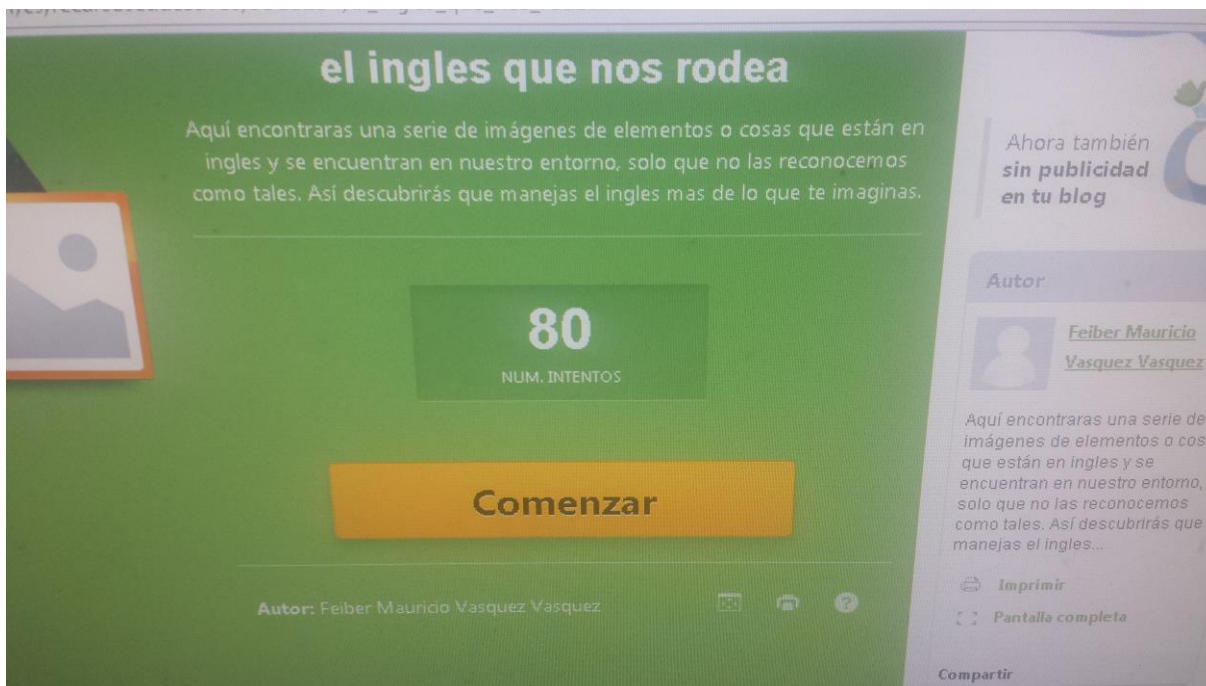 el ingles que nos rodea
Aquí encontraras una serie de imágenes de elementos o cosas que están en
ingles y se encuentran en nuestro entorno, solo que no las reconocemos
como tales. Así descubrirás que manejas el ingles mas de lo que te imaginas.
80
NUM. INTENTOS
Comenzar
Autor: Feiber Mauricio Vasquez Vasquez
Ahora también
sin publicidad
en tu blog
Autor
Feiber Mauricio
Vasquez Vasquez
Aquí encontraras una serie de
imágenes de elementos o cos
que están en ingles y se
encuentran en nuestro entorno,
solo que no las reconocemos
como tales. Así descubrirás que
manejas el ingles...
Imprimir
Pantalla completa
Compartir